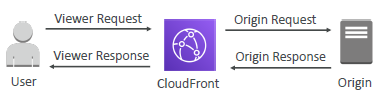 Viewer Request
Origin Request
Viewer Response
Origin Response
User
CloudFront
Origin